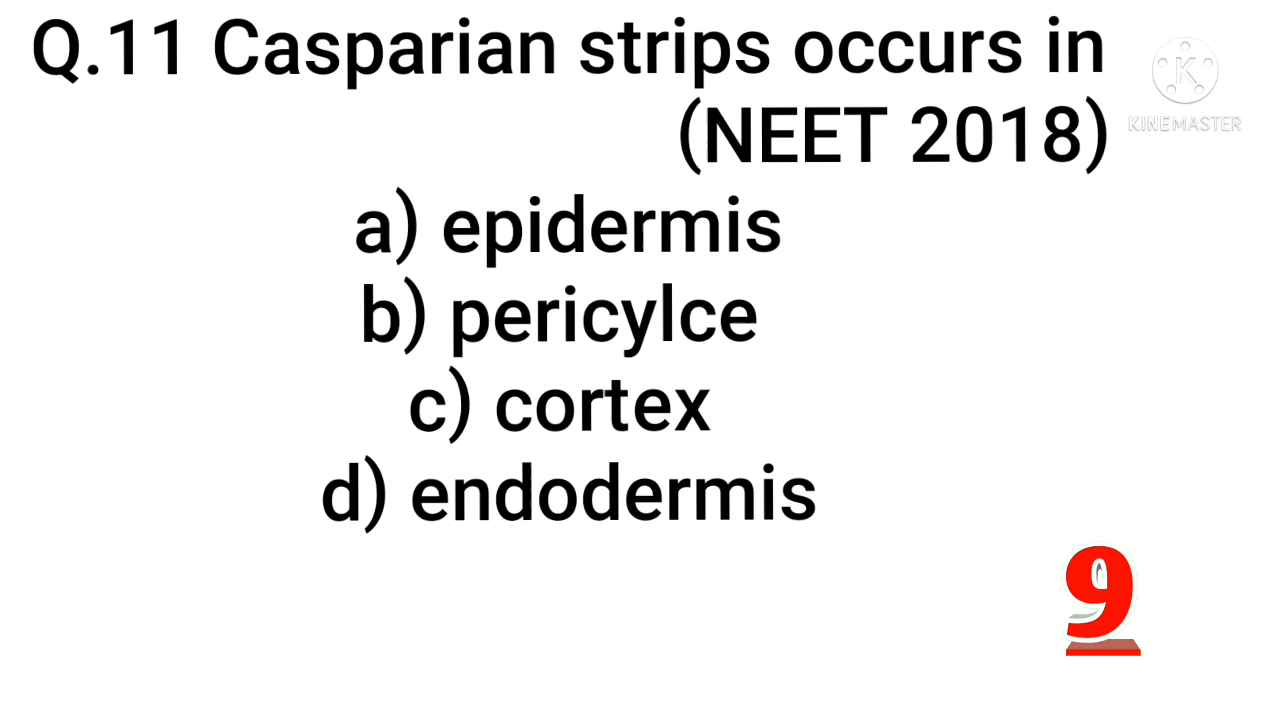 Q.11 Casparian strips occurs in
(NEET 2018)
a) epidermis
b) pericylce
c) cortex
d) endodermis
K
KINEMASTER
9